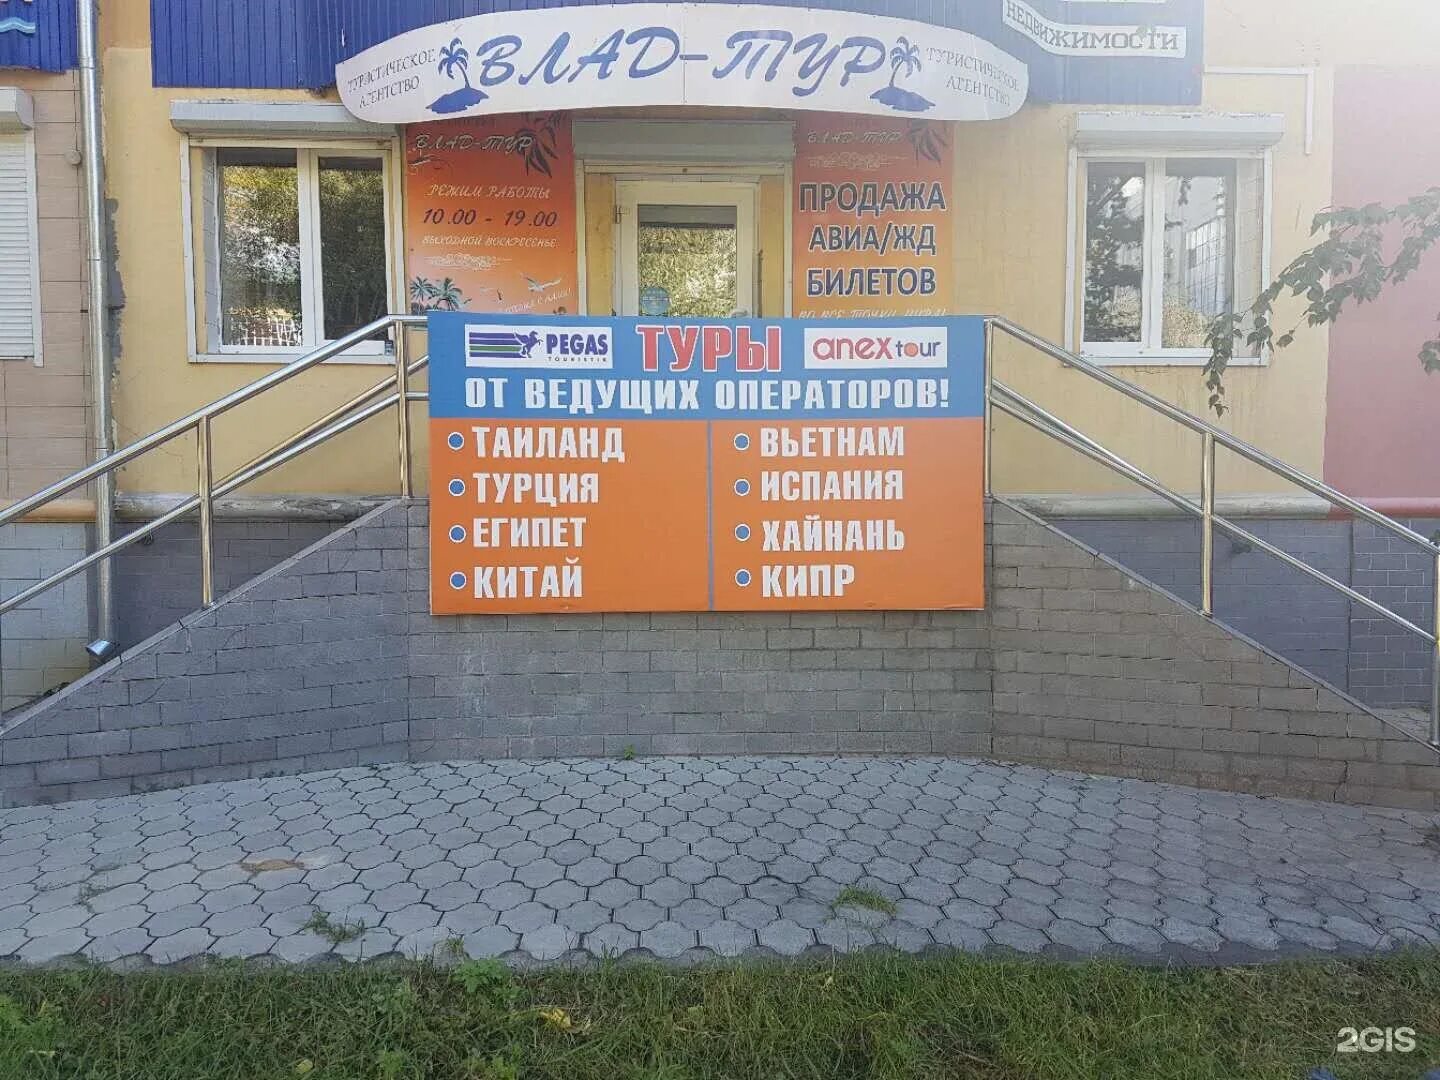 НЕДВИЖИМОСТИ
ТУРИСТИЧЕСКОЕ АГЕНТСТВО
ВЛАД-ТУР
ТУРИСТИЧЕСКОЕ АГЕНТСТВО
ВЛАД-ТУР
РЕЖИМ РАБОТЫ
10.00 - 19.00
ВЫХОДНОЙ ВОСКРЕСЕНЬЕ
ВЛАД-ТУР
ПРОДАЖА
АВИА/ЖД
БИЛЕТОВ
PEGAS
TOURISTIK
ТУРЫ
anex tour
ОТ ВЕДУЩИХ ОПЕРАТОРОВ!
ТАИЛАНД
ТУРЦИЯ
ЕГИПЕТ
КИТАЙ
ВЬЕТНАМ
ИСПАНИЯ
ХАЙНАНЬ
КИПР
2GIS